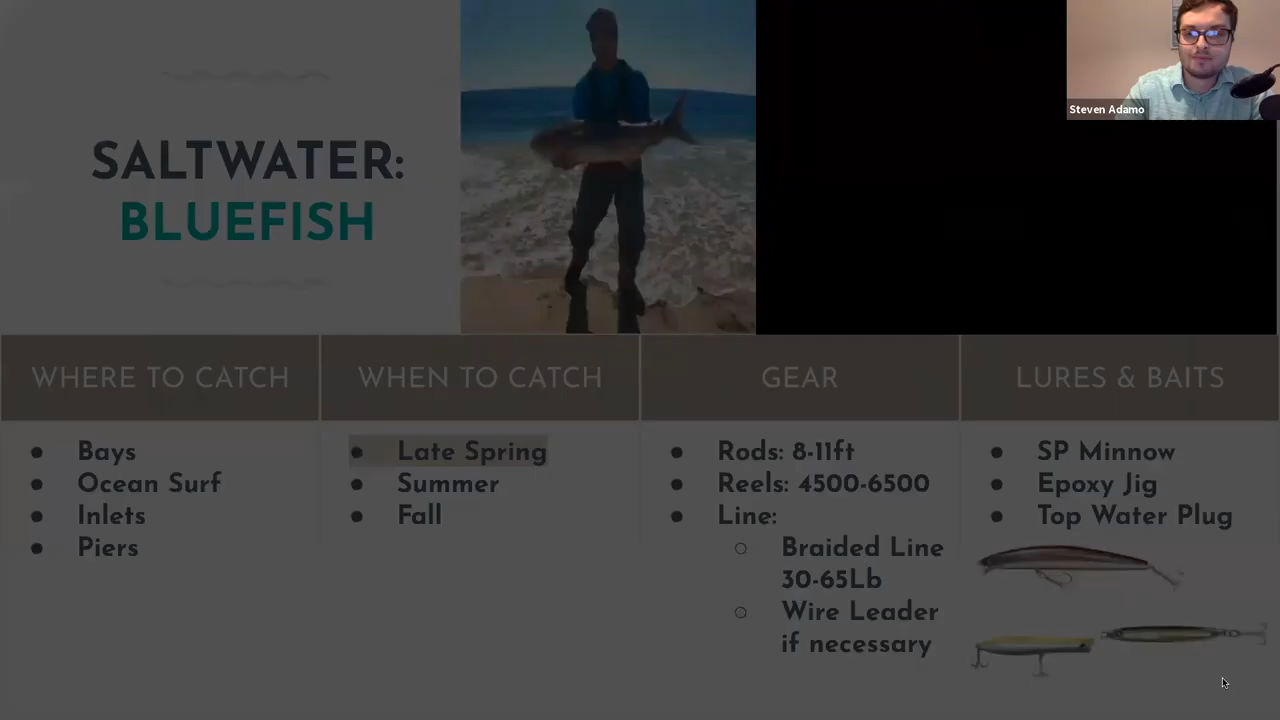 Steven Adamo
SALTWATER:
BLUEFISH
WHERE TO CATCH
WHEN TO CATCH
GEAR
LURES & BAITS
● Bays
● Ocean Surf
● Inlets
● Piers
● Late Spring
● Summer
● Fall
● Rods: 8-11ft
● Reels: 4500-6500
● Line:
○ Braided Line
30-65Lb
○ Wire Leader
if necessary
● SP Minnow
● Epoxy Jig
● Top Water Plug